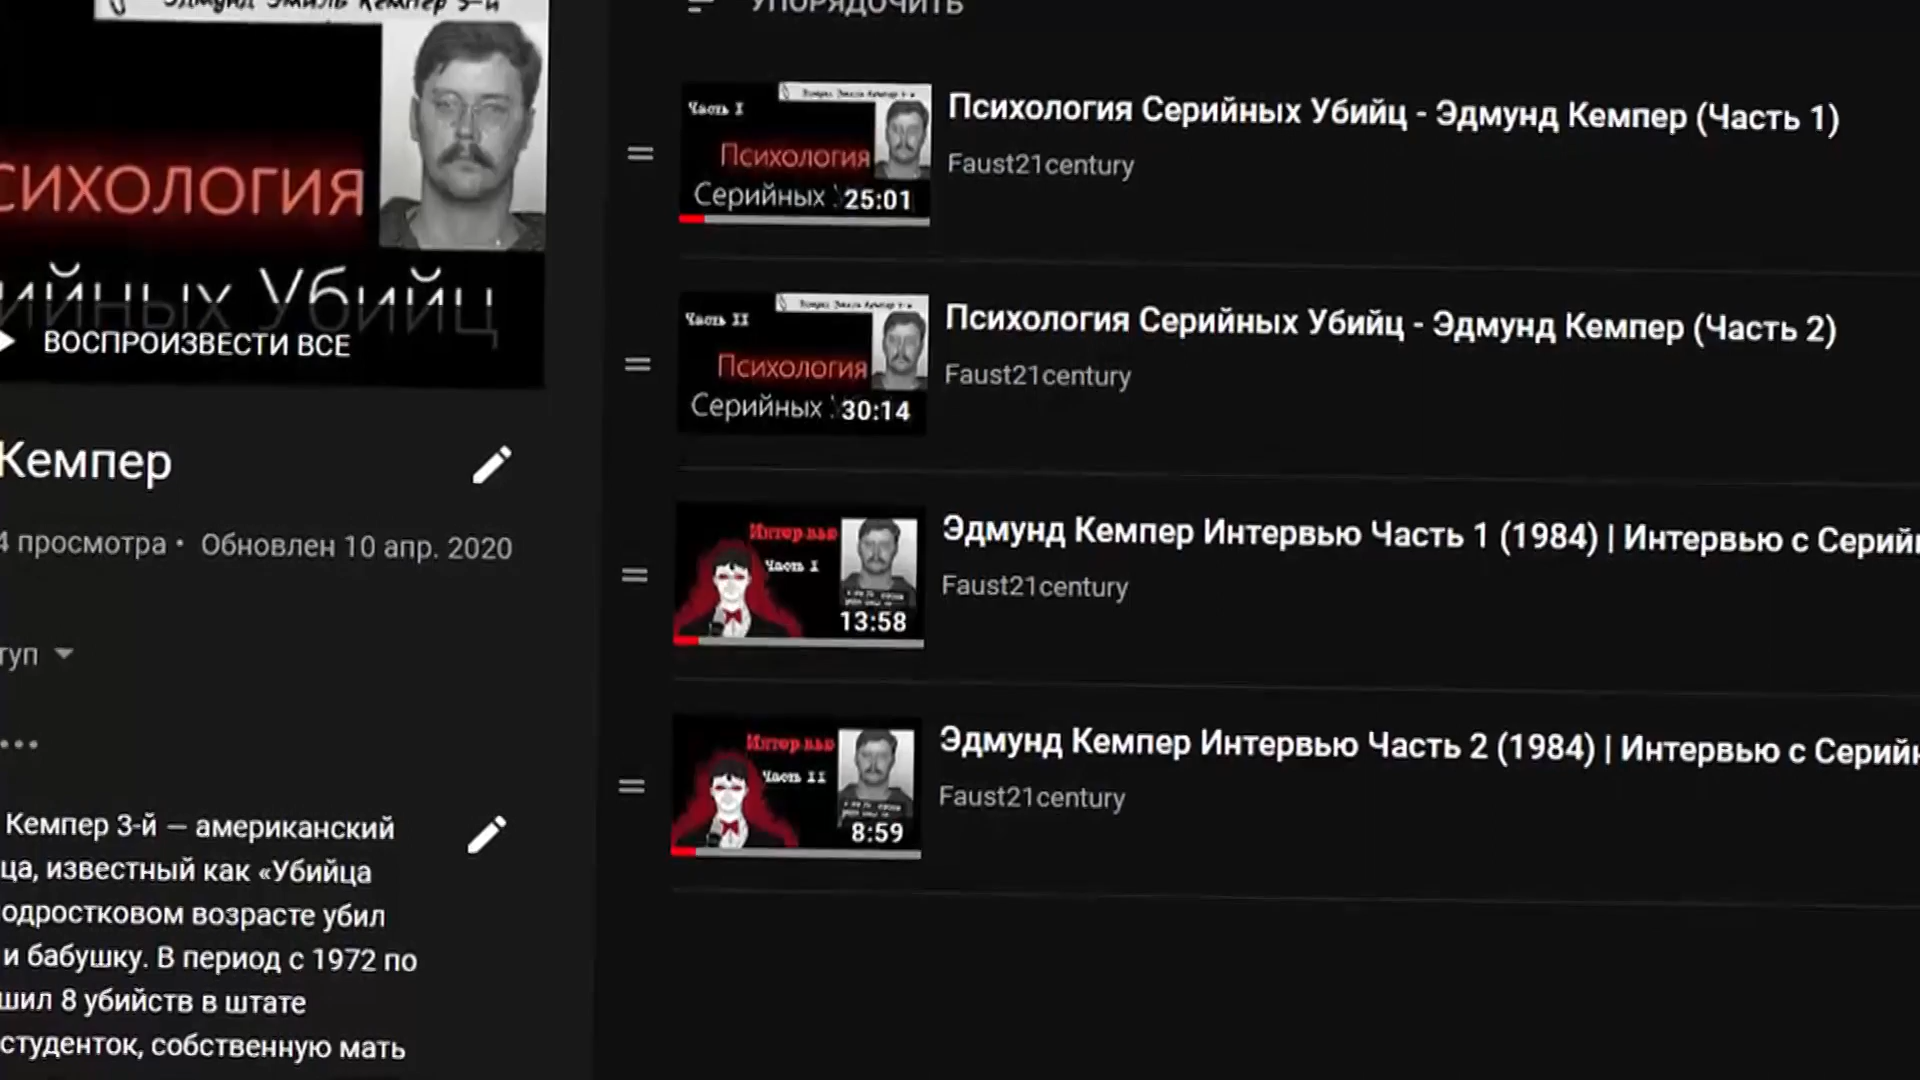 Эдмунд Эмиль Кемпер 3-й
сихология
ийных Убийц
ВОСПРОИЗВЕСТИ ВСЕ
Кемпер
4 просмотра • Обновлен 10 апр. 2020
туп
Кемпер 3-й — американский
ца, известный как «Убийца
одростковом возрасте убил
и бабушку. В период с 1972 по
шил 8 убийств в штате
студенток, собственную мать
УПОРЯДОЧИТЬ
Часть I
Психология
Серийных
25:01
Психология Серийных Убийц - Эдмунд Кемпер (Часть 1)
Faust21century
Часть II
Психология
Серийных
30:14
Психология Серийных Убийц - Эдмунд Кемпер (Часть 2)
Faust21century
Интервью
Часть I
13:58
Эдмунд Кемпер Интервью Часть 1 (1984) | Интервью с Серийн
Faust21century
Интервью
Часть II
8:59
Эдмунд Кемпер Интервью Часть 2 (1984) | Интервью с Серийн
Faust21century